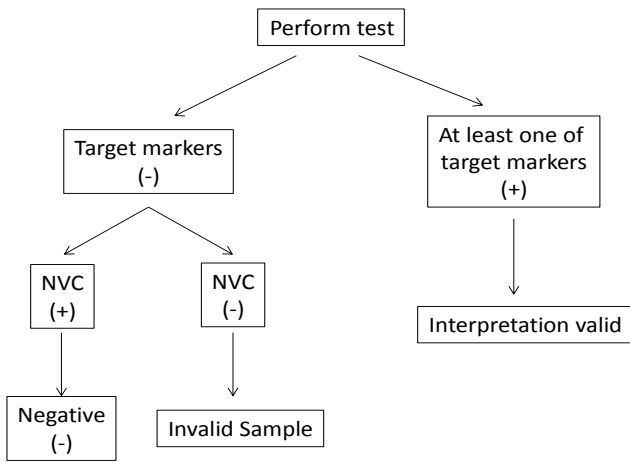 Perform test
Target markers
(-)
At least one of
target markers
(+)
NVC
(+)
NVC
(-)
Interpretation valid
Negative
(-)
Invalid Sample